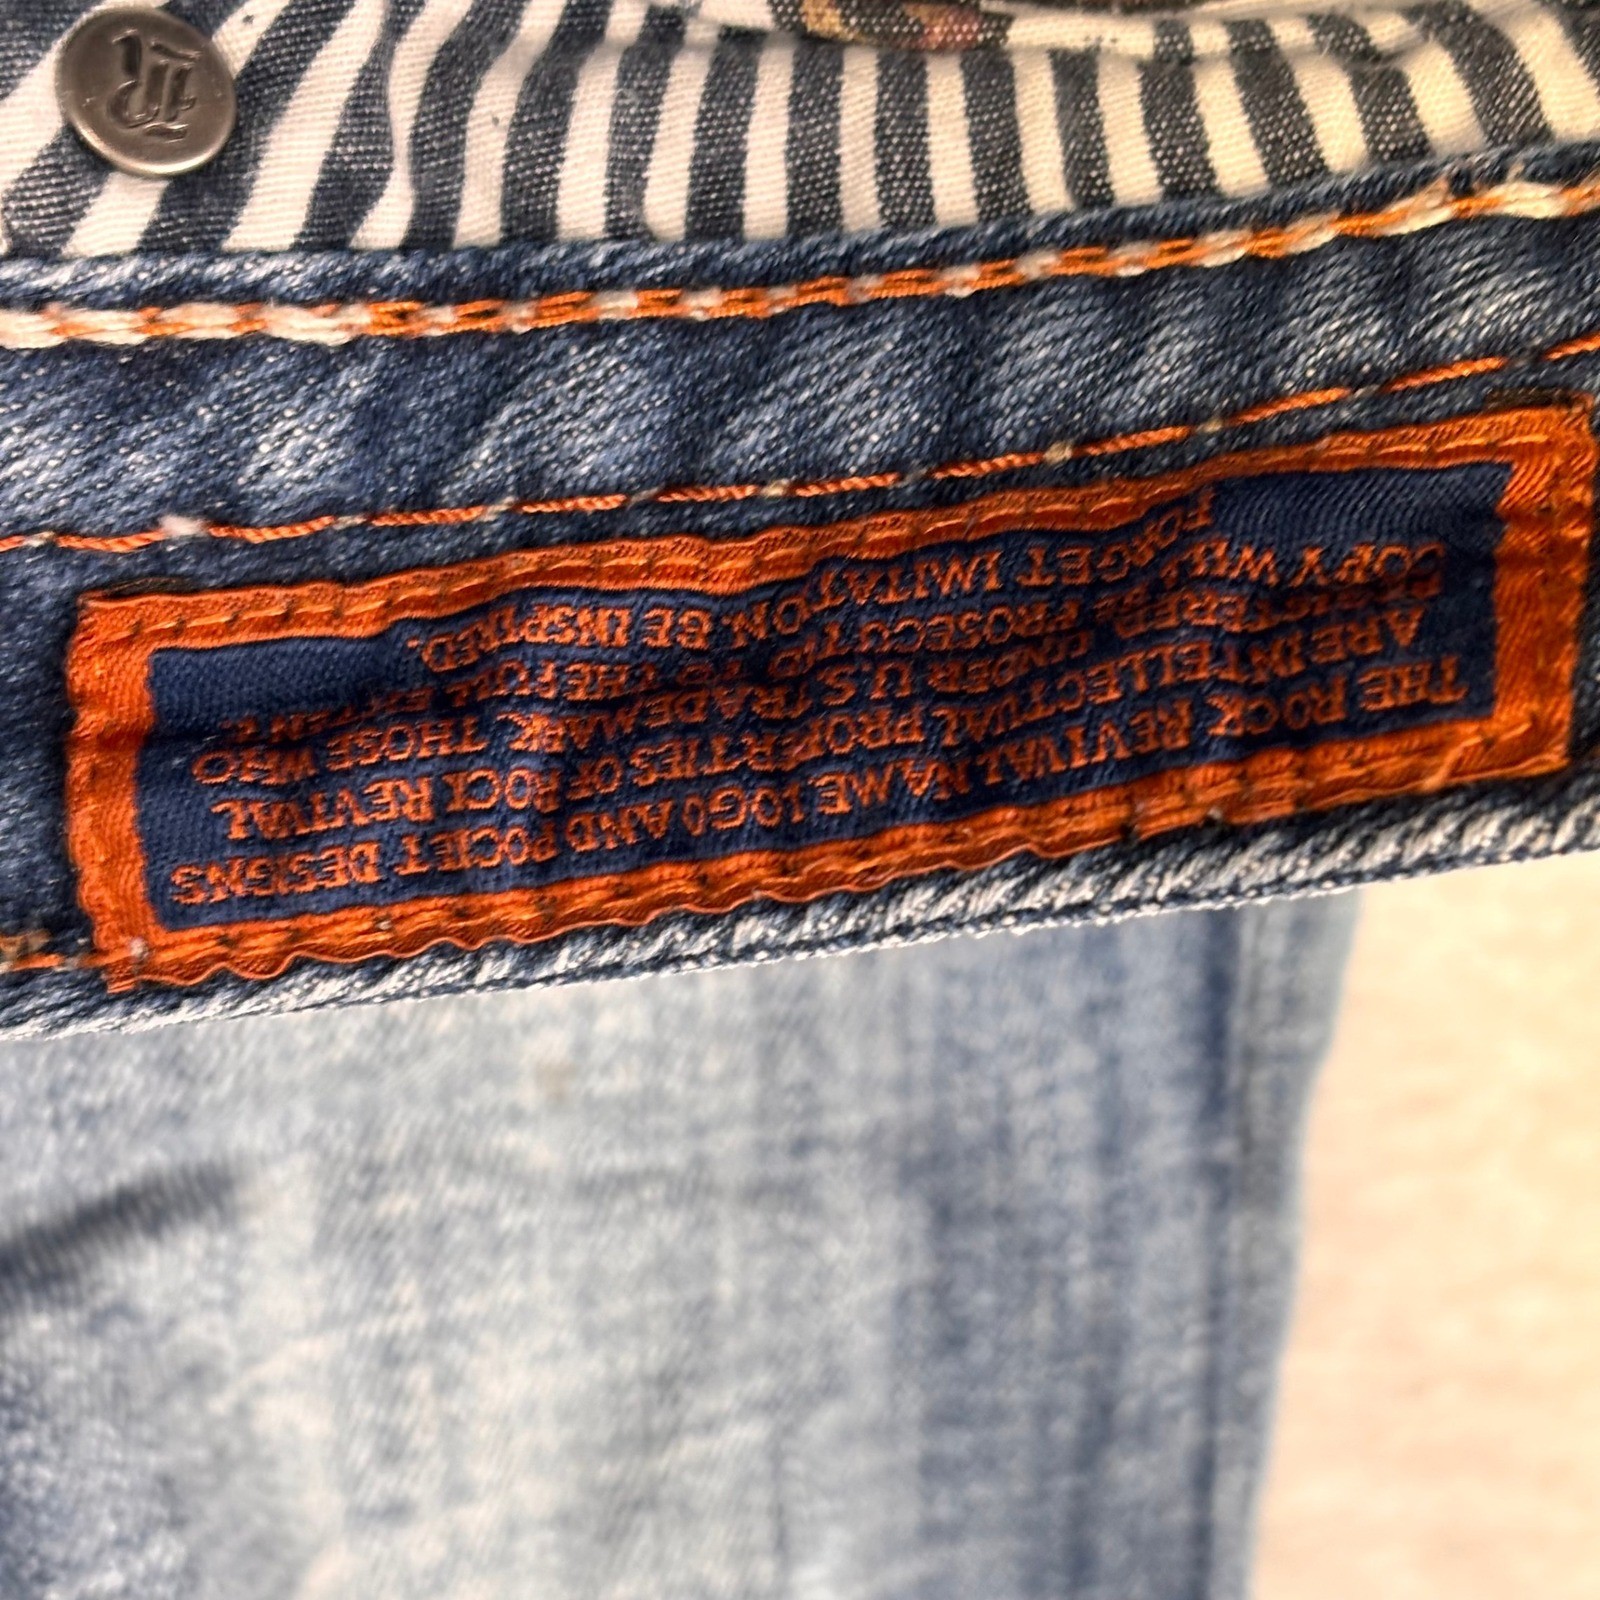 THE ROCK REVIVAL NAME LOGO AND POCKET DESIGNS
ARE INTELLECTUAL PROPERTIES OF ROCK REVIVAL
UNDER U.S TRADEMARK. THOSE WHO
COPY WILL BE PROSECUTED TO THE FULL EXTENT.
FORGET IMITATION. BE INSPIRED.
R